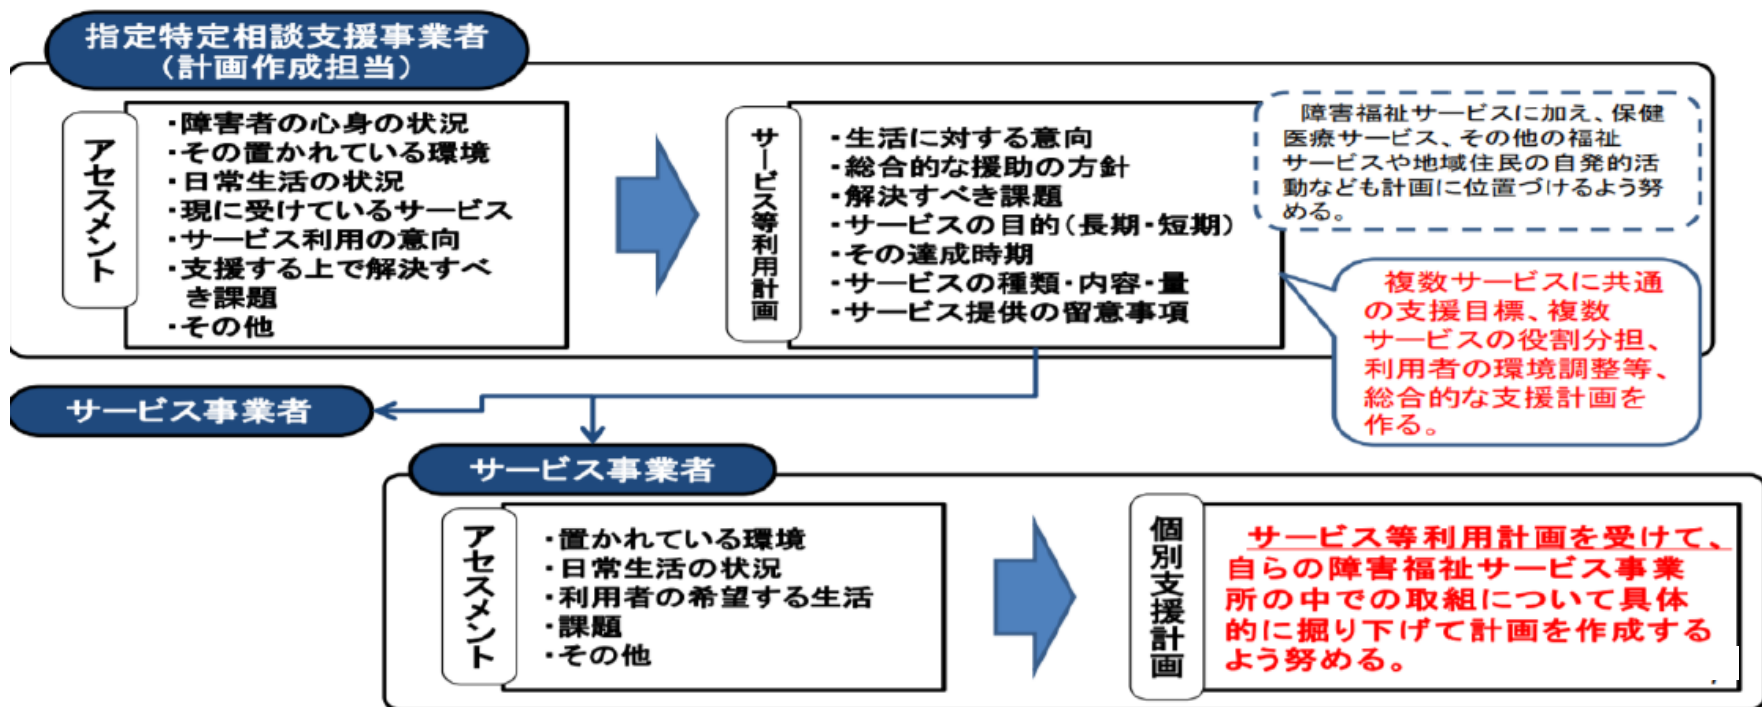 指定特定相談支援事業者
（計画作成担当）
アセスメント
・障害者の心身の状況
・その置かれている環境
・日常生活の状況
・現に受けているサービス
・サービス利用の意向
・支援する上で解決すべ
き課題
・その他
サービス等利用計画
・生活に対する意向
・総合的な援助の方針
・解決すべき課題
・サービスの目的（長期・短期）
・その達成時期
・サービスの種類・内容・量
・サービス提供の留意事項
障害福祉サービスに加え、保健
医療サービス、その他の福祉
サービスや地域住民の自発的活
動なども計画に位置づけるよう努
める。
複数サービスに共通
の支援目標、複数
サービスの役割分担、
利用者の環境調整等、
総合的な支援計画を
作る。
サービス事業者
サービス事業者
アセスメント
・置かれている環境
・日常生活の状況
・利用者の希望する生活
・課題
・その他
個別支援計画
サービス等利用計画を受けて、
自らの障害福祉サービス事業
所の中での取組について具体
的に掘り下げて計画を作成する
よう努める。